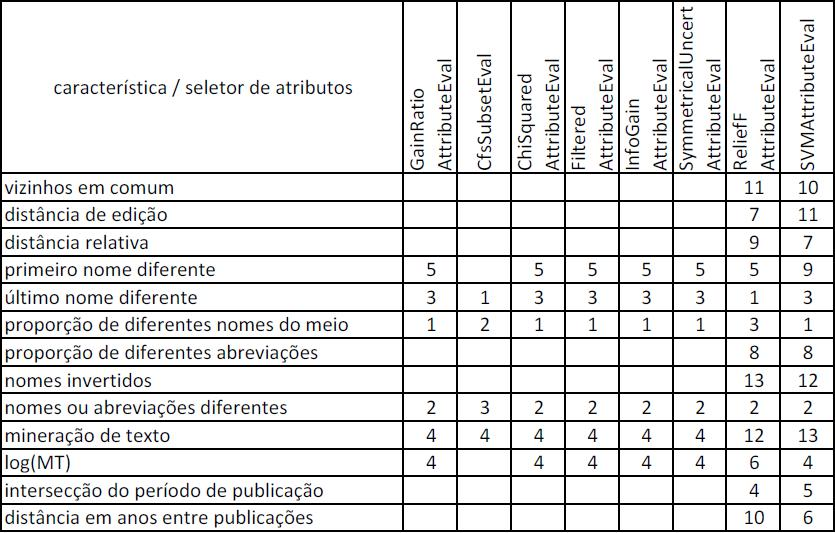 característica / seletor de atributos
GainRatio
AttributeEval
CfsSubsetEval
ChiSquared
AttributeEval
Filtered
AttributeEval
InfoGain
AttributeEval
SymmetricalUncert
AttributeEval
ReliefF
AttributeEval
SVMAttributeEval
vizinhos em comum 11 10
distância de edição 7 11
distância relativa 9 7
primeiro nome diferente 5 5 5 5 5 5 9
último nome diferente 3 1 3 3 3 3 1 3
proporção de diferentes nomes do meio 1 2 1 1 1 1 3 1
proporção de diferentes abreviações 8 8
nomes invertidos 13 12
nomes ou abreviações diferentes 2 3 2 2 2 2 2 2
mineração de texto 4 4 4 4 4 4 12 13
log(MT) 4 4 4 4 4 6 4
intersecção do período de publicação 4 5
distância em anos entre publicações 10 6